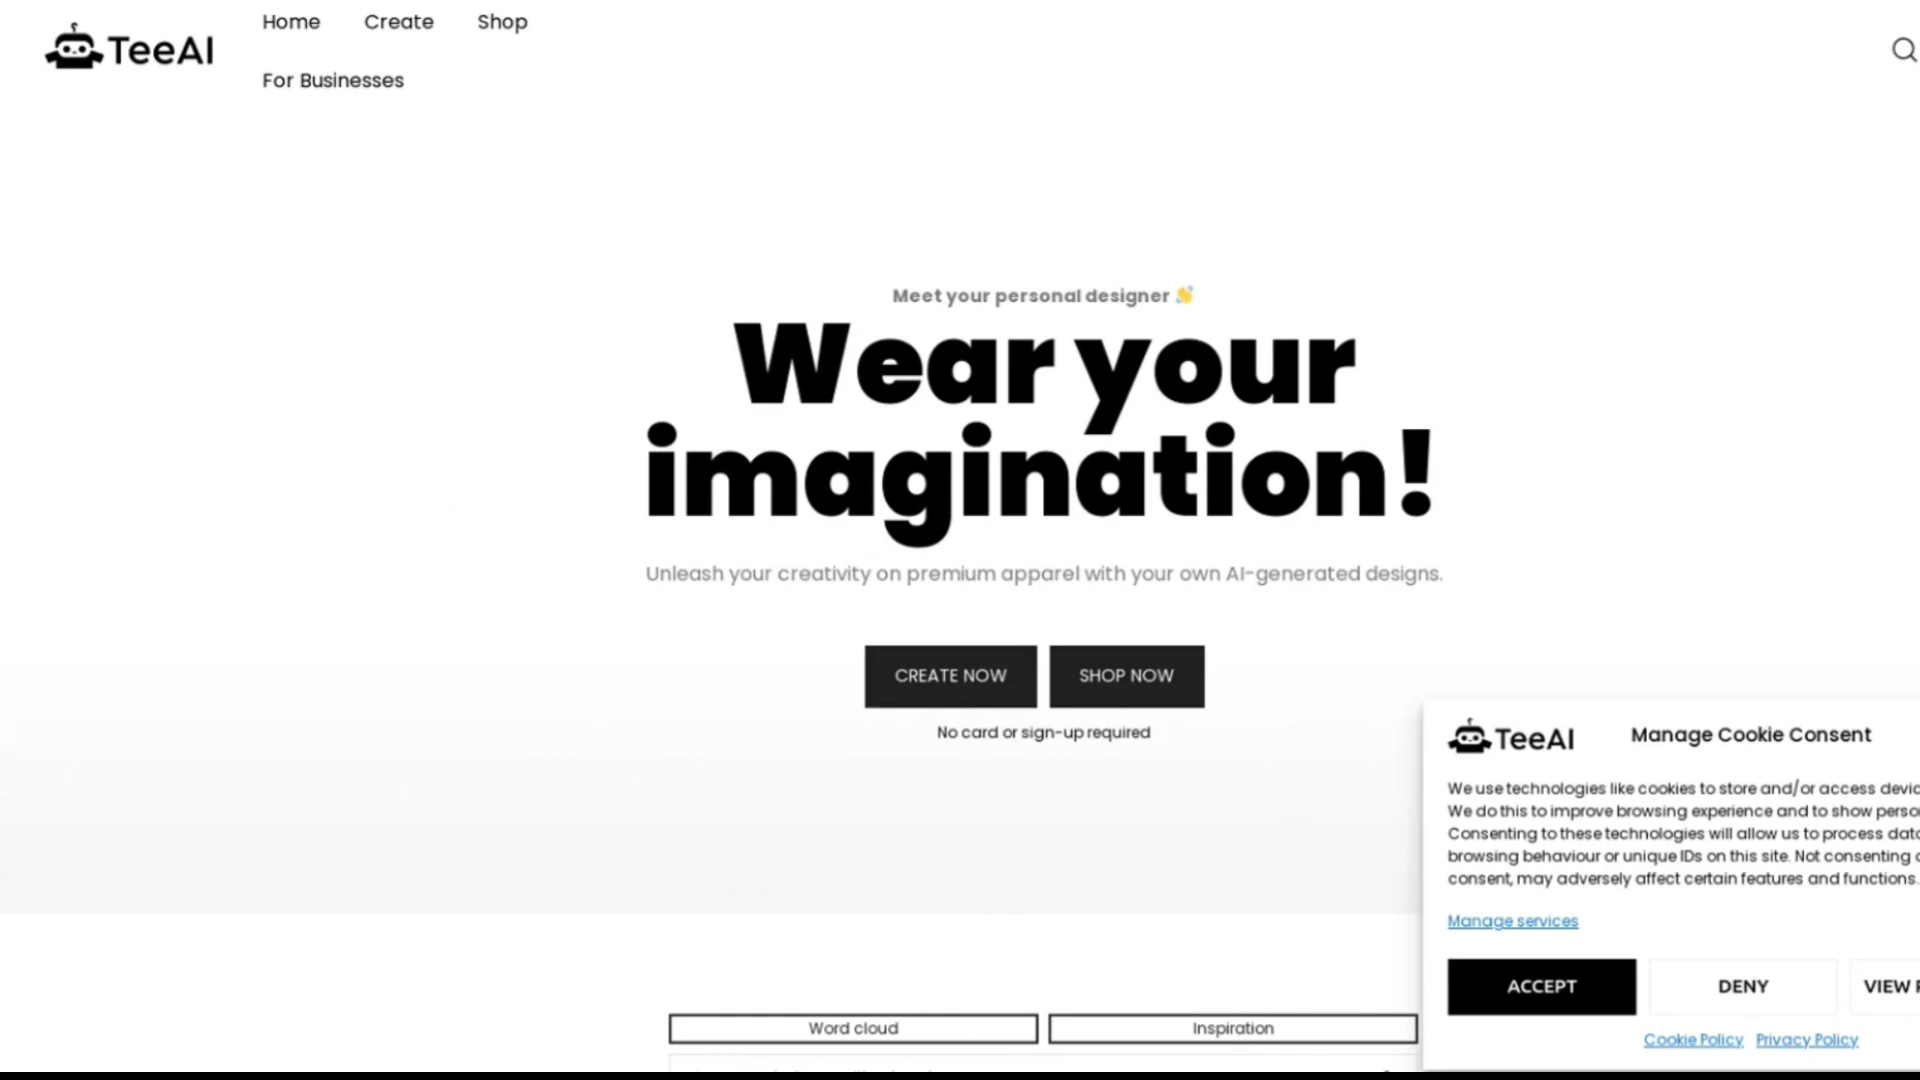 TeeAI
Home Create Shop
For Businesses
Meet your personal designer 👋
Wear your
imagination!
Unleash your creativity on premium apparel with your own AI-generated designs.
CREATE NOW SHOP NOW
No card or sign-up required
TeeAI Manage Cookie Consent
We use technologies like cookies to store and/or access
We do this to improve browsing experience and to show
Consenting to these technologies will allow us to process
browsing behaviour or unique IDs on this site. Not consenting
consent, may adversely affect certain features and functions.
Manage services
ACCEPT DENY VIEW
Cookie Policy Privacy Policy
Word cloud Inspiration